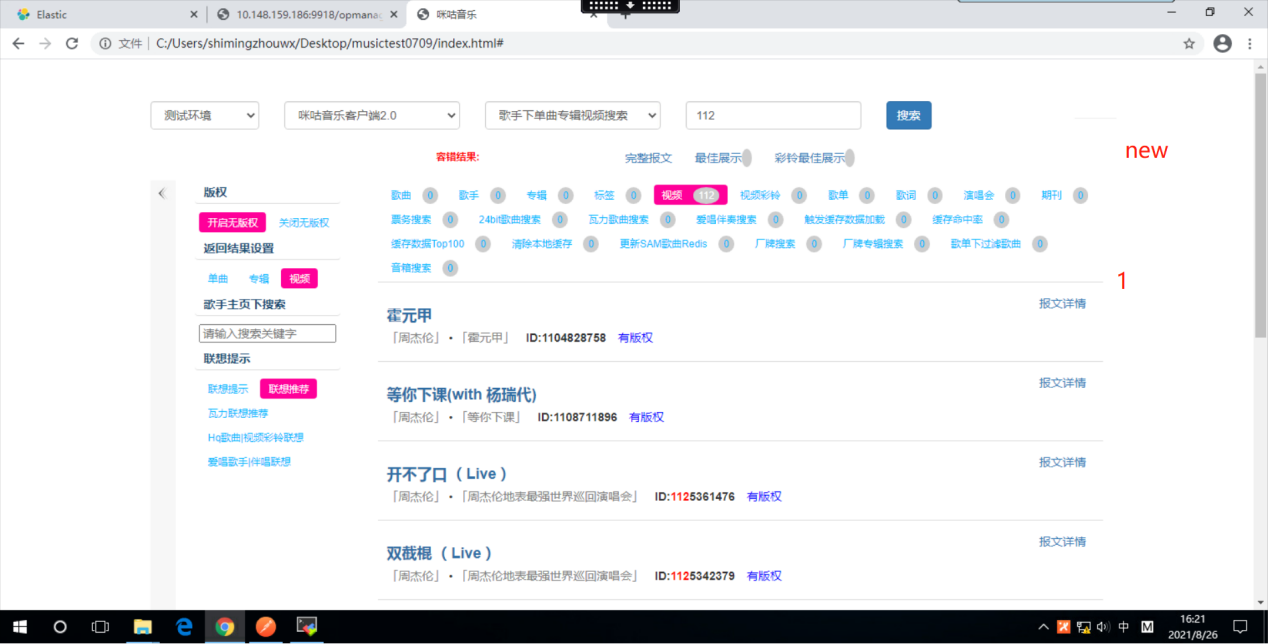 Elastic
10.148.159.186:9918/opmanag
咪咕音乐
文件
C:/Users/shimingzhouwx/Desktop/musictest0709/index.html#
测试环境
咪咕音乐客户端2.0
歌手下单曲专辑视频搜索
112
搜索
new
容错结果:
完整报文
最佳展示
彩铃最佳展示
版权
开启无版权 关闭无版权
返回结果设置
单曲 专辑 视频
歌手主页下搜索
请输入搜索关键字
联想提示
联想提示 联想推荐
瓦力联想推荐
Hq歌曲|视频彩铃联想
爱唱歌手|伴唱联想
歌曲 0 歌手 0 专辑 0 标签 0 视频 112 视频彩铃 0 歌单 0 歌词 0 演唱会 0 期刊 0
票务搜索 0 24bit歌曲搜索 0 瓦力歌曲搜索 0 爱唱伴奏搜索 0 触发缓存数据加载 0 缓存命中率 0
缓存数据Top100 0 清除本地缓存 0 更新SAM歌曲Redis 0 厂牌搜索 0 厂牌专辑搜索 0 歌单下过滤歌曲 0
音箱搜索 0
1
霍元甲
报文详情
「周杰伦」 • 「霍元甲」 ID:1104828758 有版权
等你下课(with 杨瑞代)
报文详情
「周杰伦」 • 「等你下课」 ID:1108711896 有版权
开不了口（ Live ）
报文详情
「周杰伦」 • 「周杰伦地表最强世界巡回演唱会」 ID:1125361476 有版权
双截棍（ Live ）
报文详情
「周杰伦」 • 「周杰伦地表最强世界巡回演唱会」 ID:1125342379 有版权
中
M
16:21
2021/8/26